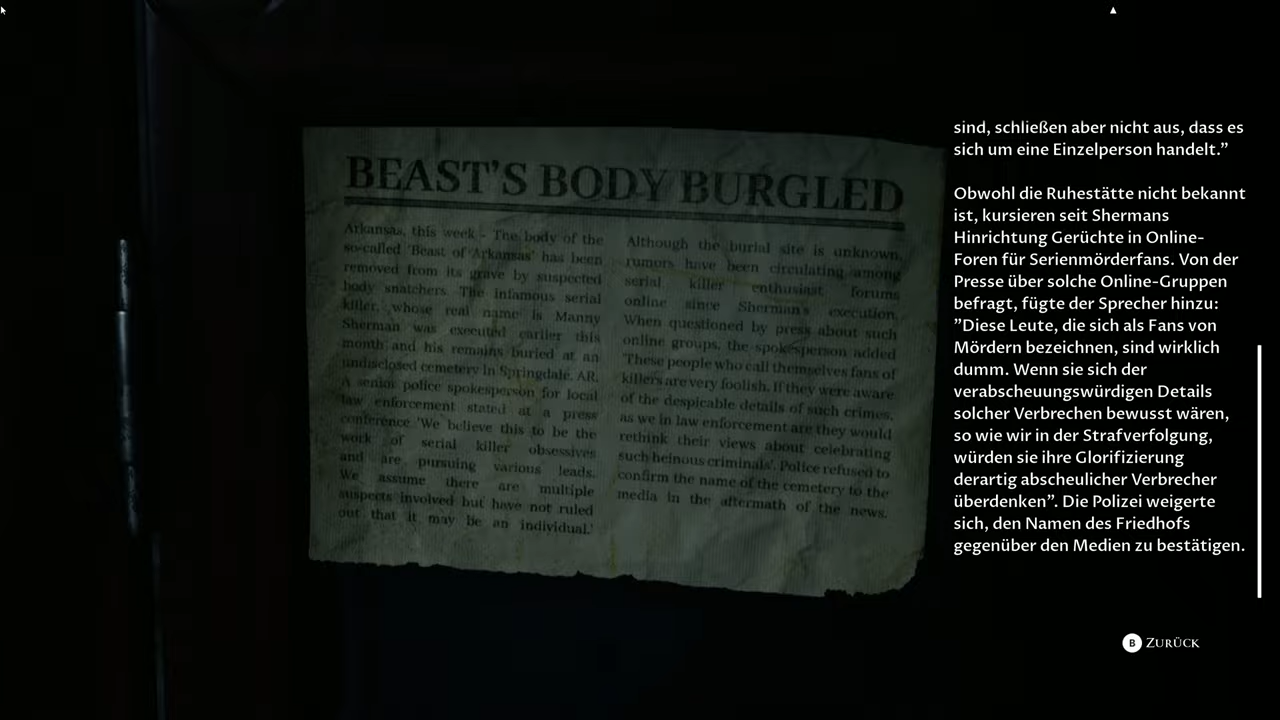 BEAST'S BODY BURGLED
Arkansas, this week - The body of the
so-called 'Beast of Arkansas' has been
removed from its grave by suspected
body snatchers. The infamous serial
killer, whose real name is Manny
Sherman was executed earlier this
month and his remains buried at an
undisclosed cemetery in Springdale, AR.
A senior police spokesperson for local
law enforcement stated at a press
conference 'We believe this to be the
work of serial killer obsessives
and are pursuing various leads.
We assume there are multiple
suspects involved but have not ruled
out that it may be an individual.'
Although the burial site is unknown,
rumors have been circulating among
serial killer enthusiast forums
online since Sherman's execution.
When questioned by press about such
online groups, the spokesperson added
'These people who call themselves fans of
killers are very foolish. If they were aware
of the despicable details of such crimes,
as we in law enforcement are they would
rethink their views about celebrating
such heinous criminals'. Police refused to
confirm the name of the cemetery to the
media in the aftermath of the news.
sind, schließen aber nicht aus, dass es
sich um eine Einzelperson handelt.”
Obwohl die Ruhestätte nicht bekannt
ist, kursieren seit Shermans
Hinrichtung Gerüchte in Online-
Foren für Serienmörderfans. Von der
Presse über solche Online-Gruppen
befragt, fügte der Sprecher hinzu:
”Diese Leute, die sich als Fans von
Mördern bezeichnen, sind wirklich
dumm. Wenn sie sich der
verabscheuungswürdigen Details
solcher Verbrechen bewusst wären,
so wie wir in der Strafverfolgung,
würden sie ihre Glorifizierung
derartig abscheulicher Verbrecher
überdenken”. Die Polizei weigerte
sich, den Namen des Friedhofs
gegenüber den Medien zu bestätigen.
B ZURÜCK